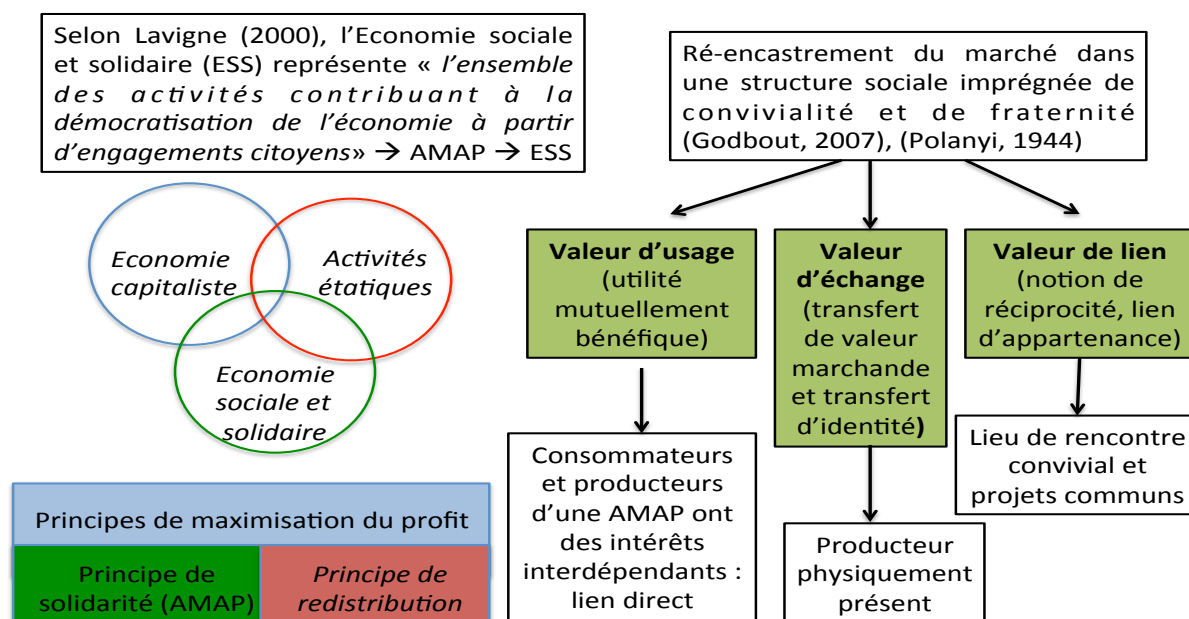 Selon Lavigne (2000), l’Economie sociale
et solidaire (ESS) représente « l’ensemble
des activités contribuant à la
démocratisation de l’économie à partir
d’engagements citoyens» → AMAP → ESS
Economie
capitaliste
Activités
étatiques
Economie
sociale et
solidaire
Principes de maximisation du profit
Principe de
solidarité (AMAP)
Principe de
redistribution
Ré-encastrement du marché dans
une structure sociale imprégnée de
convivialité et de fraternité
(Godbout, 2007), (Polanyi, 1944)
Valeur d’usage
(utilité
mutuellement
bénéfique)
Valeur
d’échange
(transfert
de valeur
marchande
et transfert
d’identité)
Valeur de lien
(notion de
réciprocité, lien
d’appartenance)
Consommateurs
et producteurs
d’une AMAP ont
des intérêts
interdépendants :
lien direct
Producteur
physiquement
présent
Lieu de rencontre
convivial et
projets communs